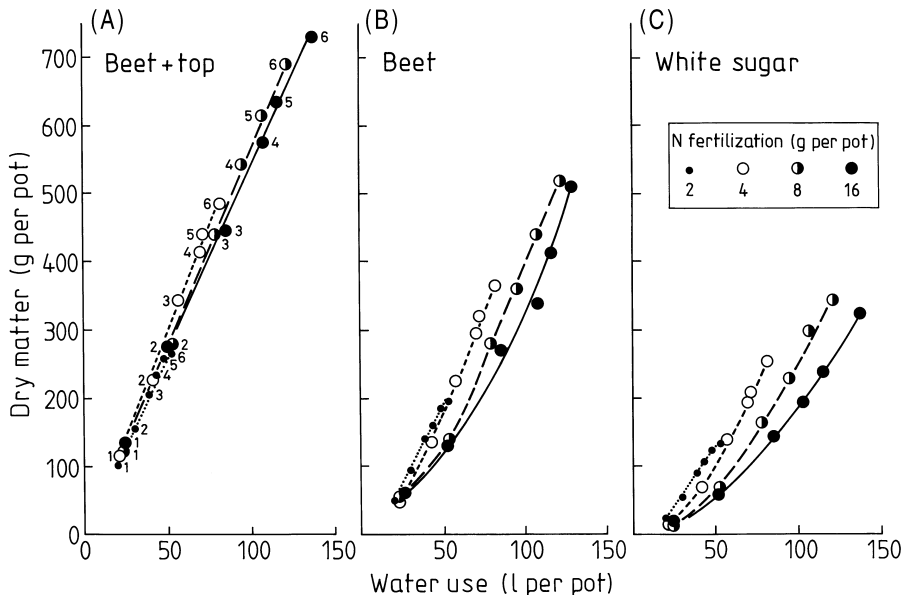 (A)
Beet + top
(B)
Beet
(C)
White sugar
N fertilization (g per pot)
2 4 8 16
Dry matter (g per pot)
700
600
500
400
300
200
100
0
0 50 100 150
50 100 150
50 100 150
Water use (l per pot)
1 2 3 4 5 6
1 2 3 4 5 6
1 2 3 4 5 6
1 2 3 4 5 6